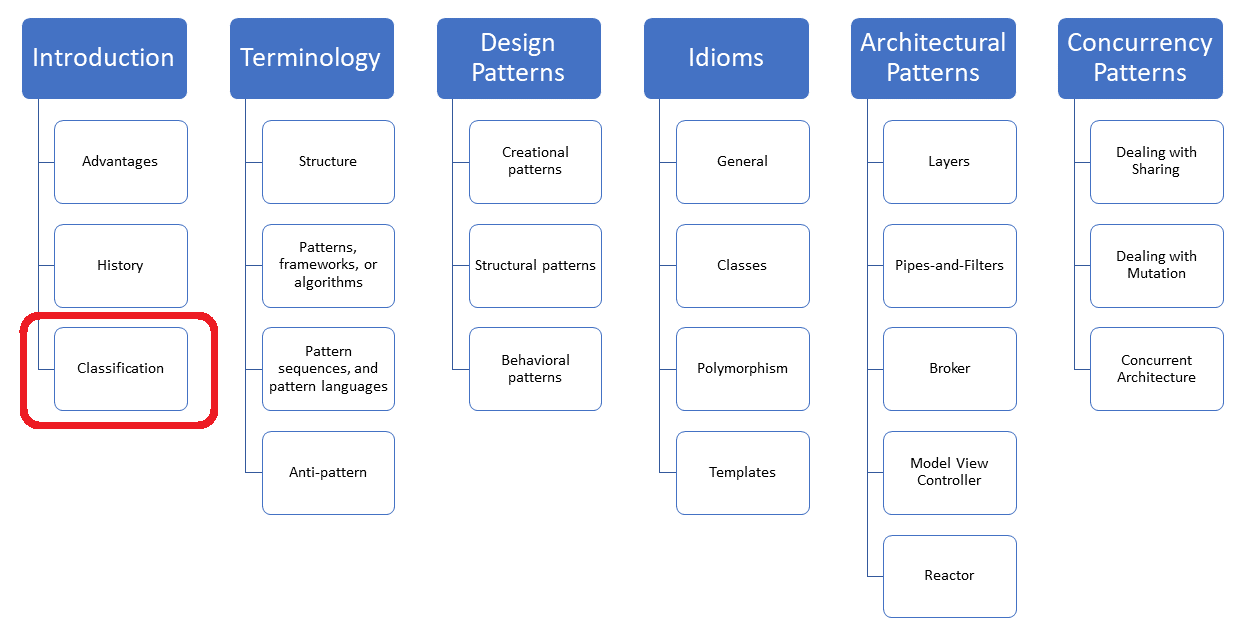 Introduction
Advantages
History
Classification
Terminology
Structure
Patterns,
frameworks, or
algorithms
Pattern
sequences, and
pattern languages
Anti-pattern
Design
Patterns
Creational
patterns
Structural patterns
Behavioral
patterns
Idioms
General
Classes
Polymorphism
Templates
Architectural
Patterns
Layers
Pipes-and-Filters
Broker
Model View
Controller
Reactor
Concurrency
Patterns
Dealing with
Sharing
Dealing with
Mutation
Concurrent
Architecture